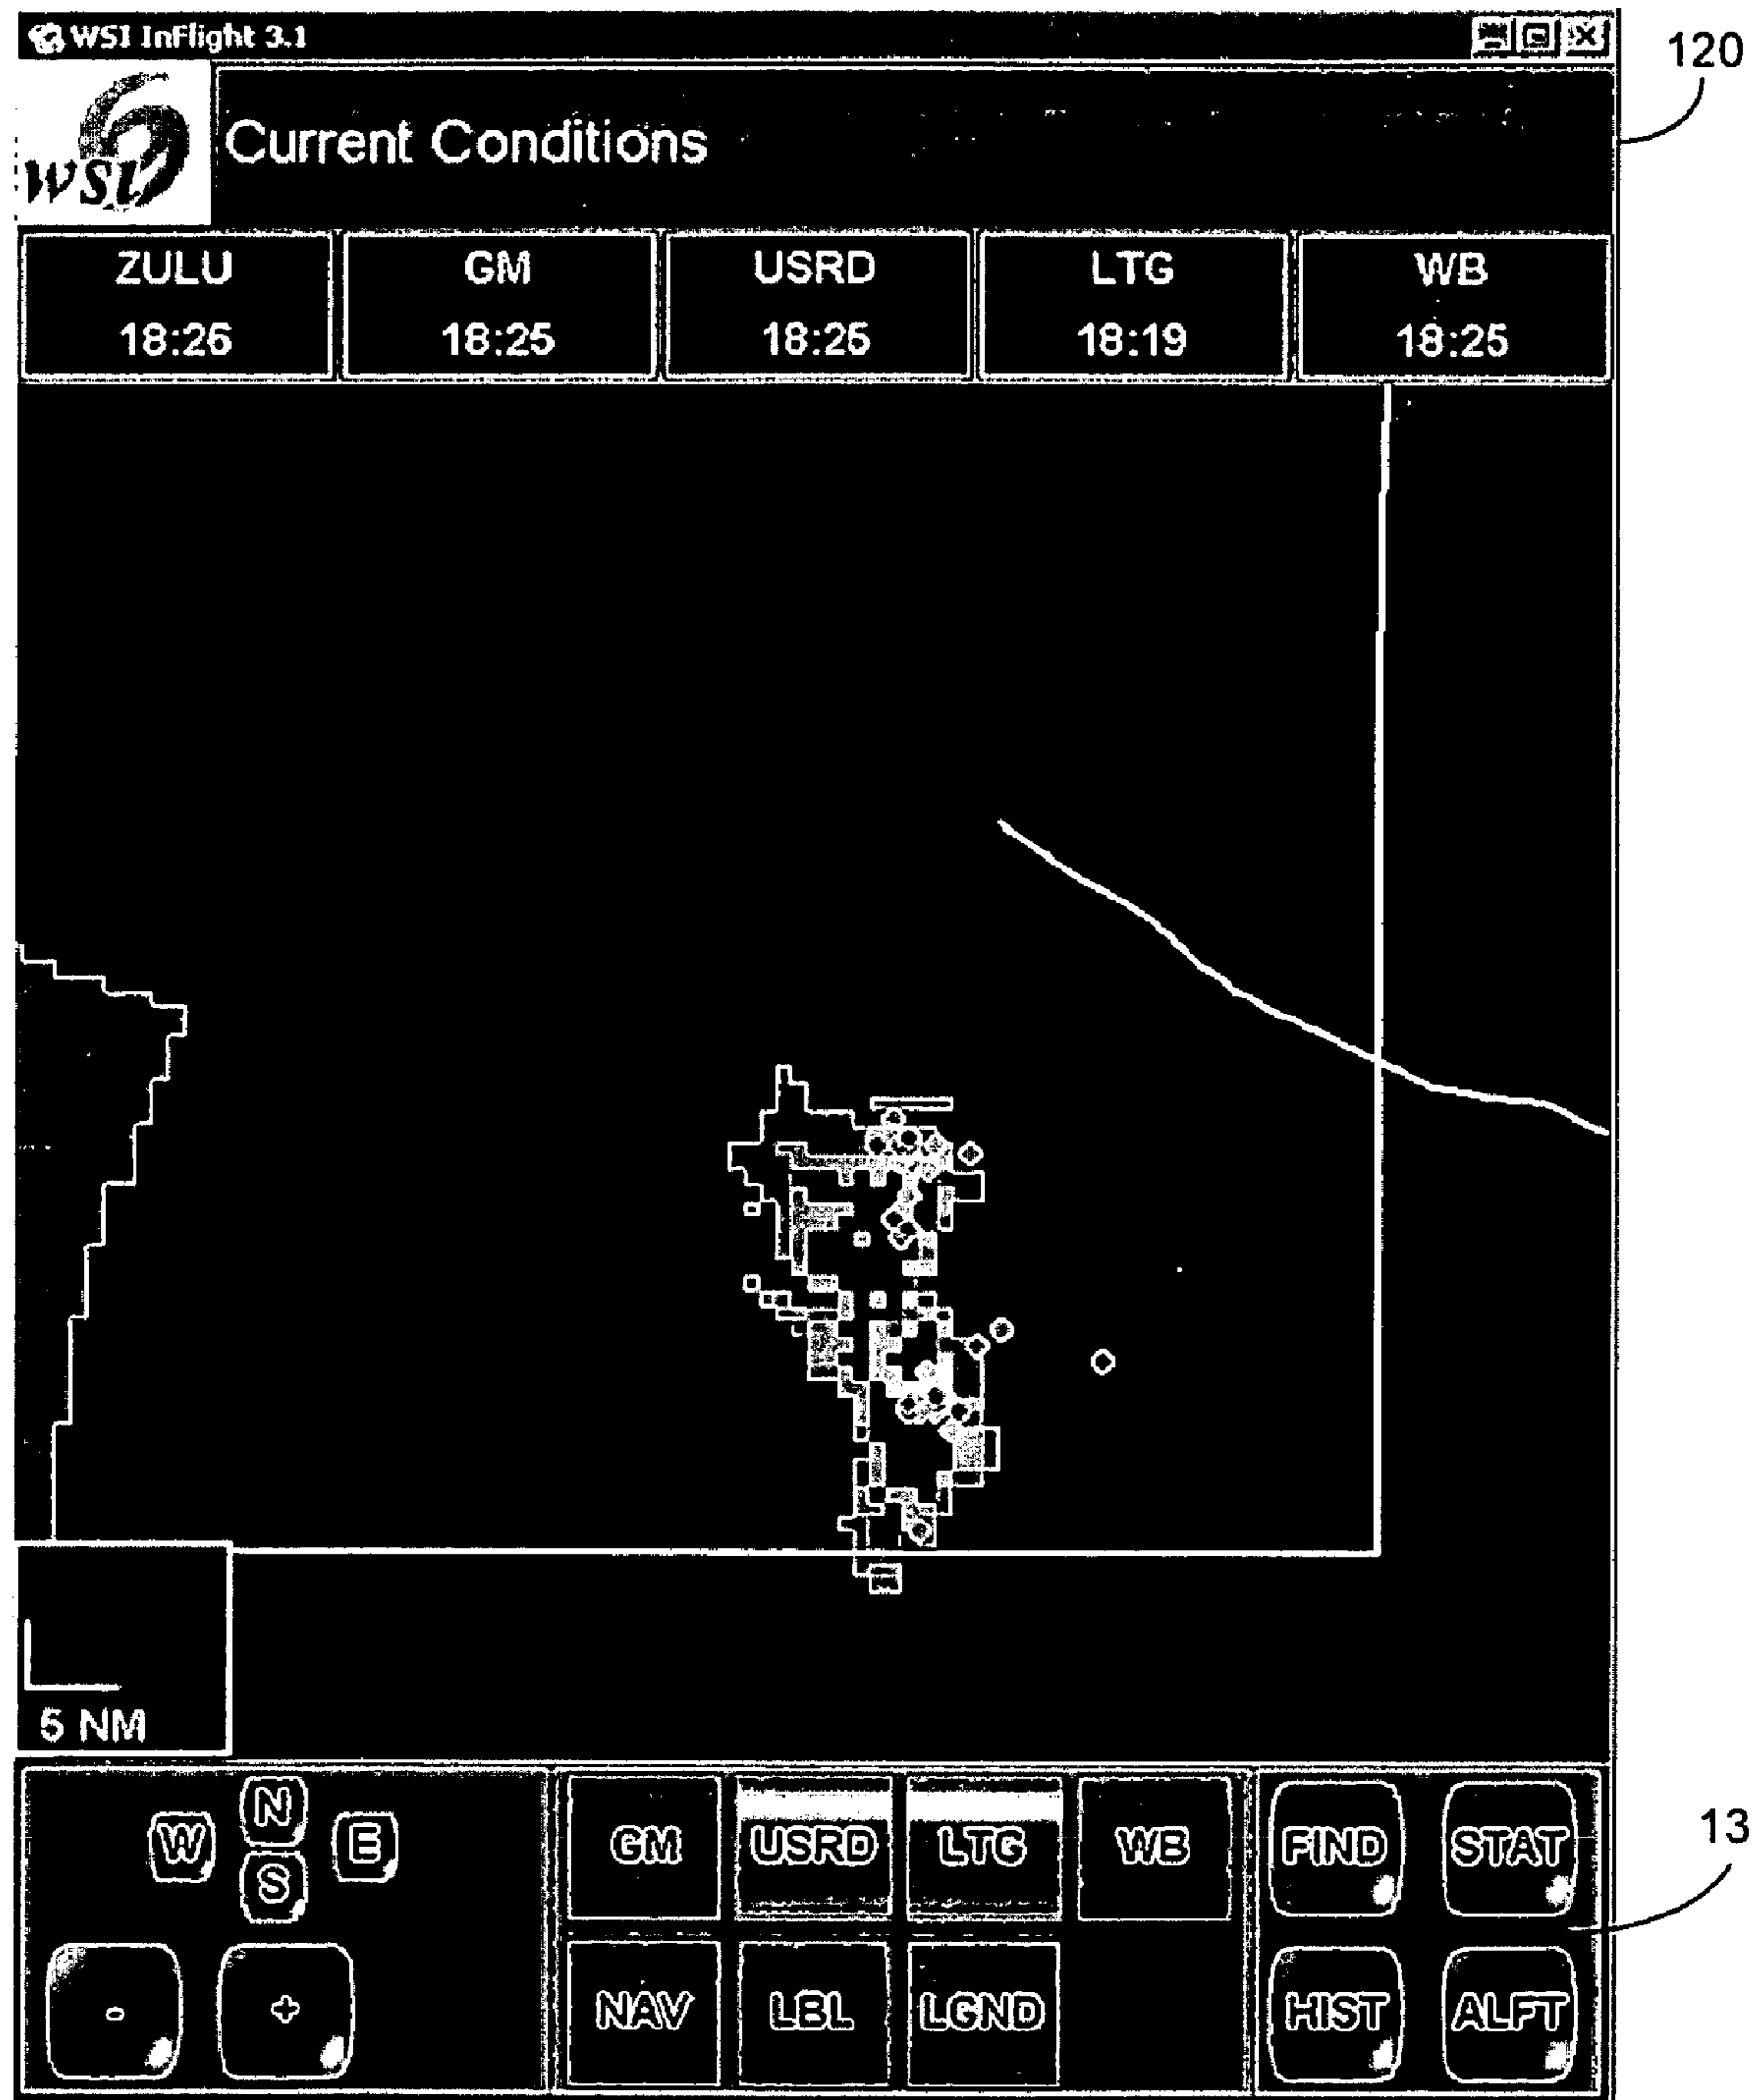 WSI InFlight 3.1
120
wsi
Current Conditions
ZULU GM USRD LTG WB
18:26 18:25 18:25 18:19 18:25
5 NM
N
W E
S
GM USRD LTG WB FIND STAT
13
- +
NAV LBL LGND HIST ALFT